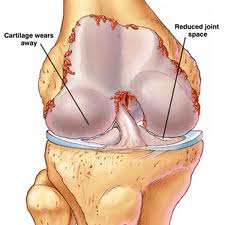 Cartilage wears
away
Reduced joint
space